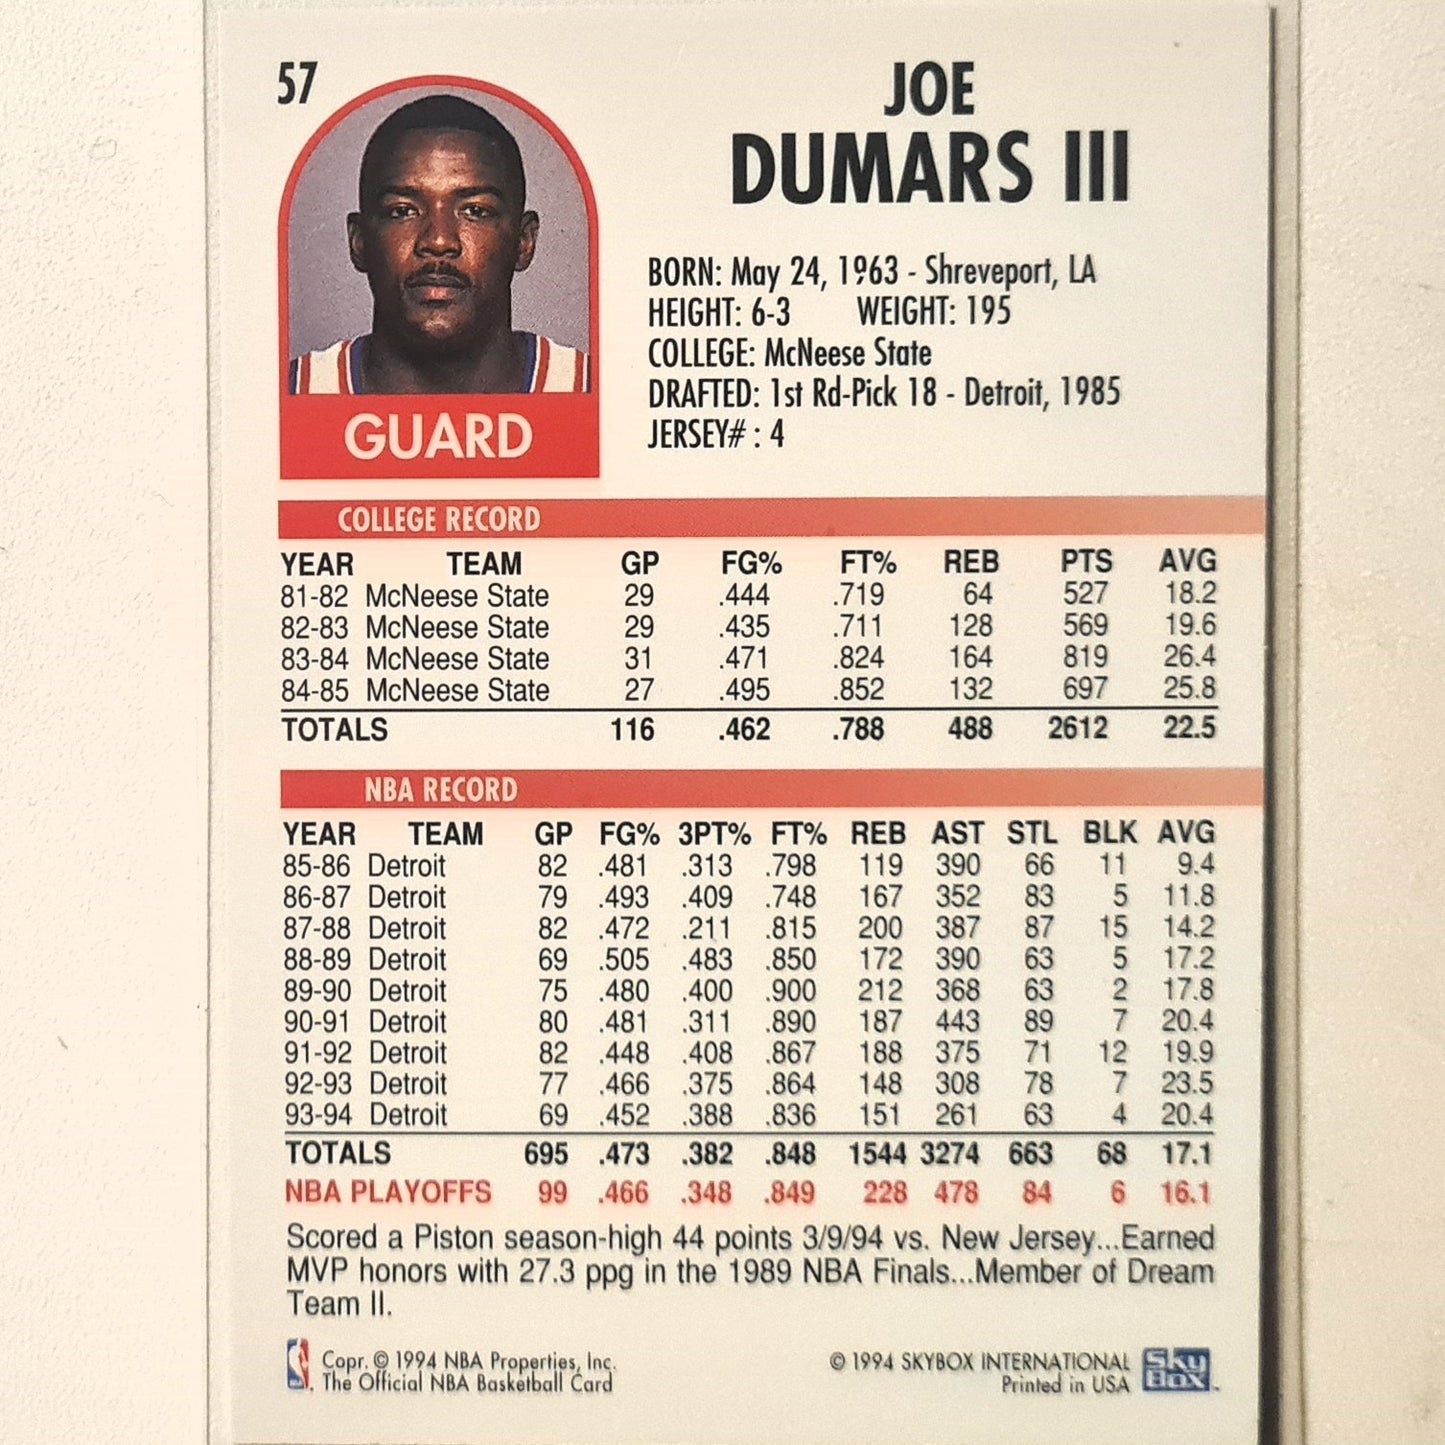 57
JOE
DUMARS III
BORN: May 24, 1963 - Shreveport, LA
HEIGHT: 6-3 WEIGHT: 195
COLLEGE: McNeese State
DRAFTED: 1st Rd-Pick 18 - Detroit, 1985
JERSEY# : 4
GUARD
COLLEGE RECORD
YEAR TEAM GP FG% FT% REB PTS AVG
81-82 McNeese State 29 .444 .719 64 527 18.2
82-83 McNeese State 29 .435 .711 128 569 19.6
83-84 McNeese State 31 .471 .824 164 819 26.4
84-85 McNeese State 27 .495 .852 132 697 25.8
TOTALS 116 .462 .788 488 2612 22.5
NBA RECORD
YEAR TEAM GP FG% 3PT% FT% REB AST STL BLK AVG
85-86 Detroit 82 .481 .313 .798 119 390 66 11 9.4
86-87 Detroit 79 .493 .409 .748 167 352 83 5 11.8
87-88 Detroit 82 .472 .211 .815 200 387 87 15 14.2
88-89 Detroit 69 .505 .483 .850 172 390 63 5 17.2
89-90 Detroit 75 .480 .400 .900 212 368 63 2 17.8
90-91 Detroit 80 .481 .311 .890 187 443 89 7 20.4
91-92 Detroit 82 .448 .408 .867 188 375 71 12 19.9
92-93 Detroit 77 .466 .375 .864 148 308 78 7 23.5
93-94 Detroit 69 .452 .388 .836 151 261 63 4 20.4
TOTALS 695 .473 .382 .848 1544 3274 663 68 17.1
NBA PLAYOFFS 99 .466 .348 .849 228 478 84 6 16.1
Scored a Piston season-high 44 points 3/9/94 vs. New Jersey...Earned
MVP honors with 27.3 ppg in the 1989 NBA Finals...Member of Dream
Team II.
Copr. © 1994 NBA Properties, Inc.
The Official NBA Basketball Card
© 1994 SKYBOX INTERNATIONAL
Printed in USA
SkyBox